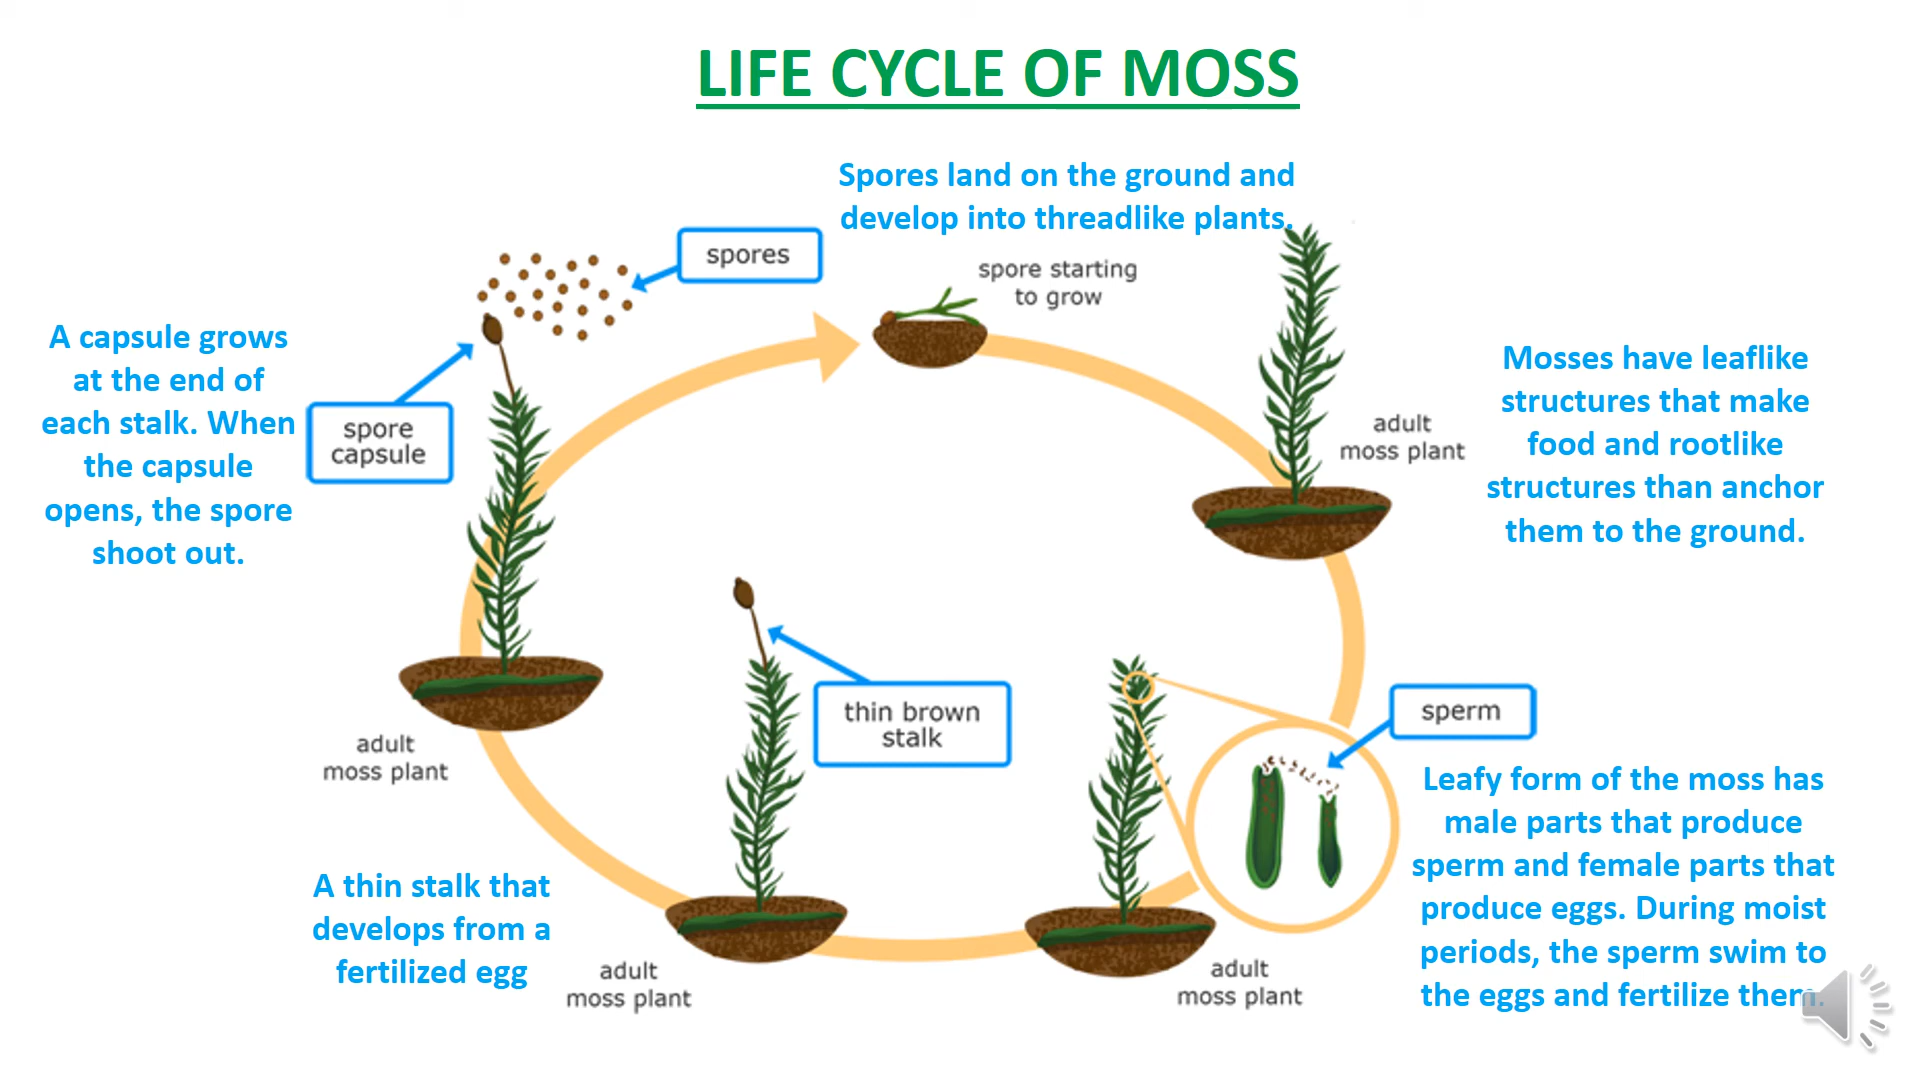 LIFE CYCLE OF MOSS
Spores land on the ground and
develop into threadlike plants.
spores
spore starting
to grow
A capsule grows
at the end of
each stalk. When
the capsule
opens, the spore
shoot out.
spore
capsule
adult
moss plant
Mosses have leaflike
structures that make
food and rootlike
structures than anchor
them to the ground.
thin brown
stalk
sperm
adult
moss plant
Leafy form of the moss has
male parts that produce
sperm and female parts that
produce eggs. During moist
periods, the sperm swim to
the eggs and fertilize them.
A thin stalk that
develops from a
fertilized egg
adult
moss plant
adult
moss plant